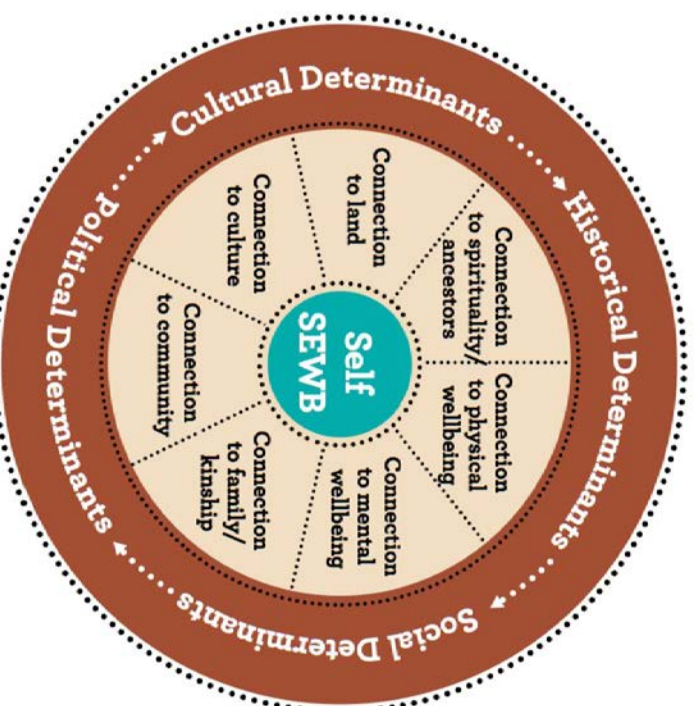 Self
SEWB
Connection
to spirituality/
ancestors
Connection
to physical
wellbeing
Connection
to mental
wellbeing
Connection
to family/
kinship
Connection
to community
Connection
to culture
Connection
to land
Historical Determinants
Social Determinants
Political Determinants
Cultural Determinants